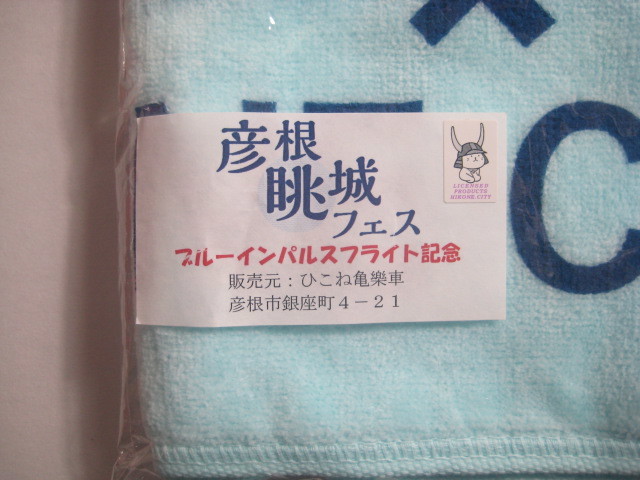 彦根
眺城
フェス
ブルーインパルスフライト記念
販売元：ひこね亀樂車
彦根市銀座町４－２１
LICENSED
PRODUCTS
HIKONE CITY